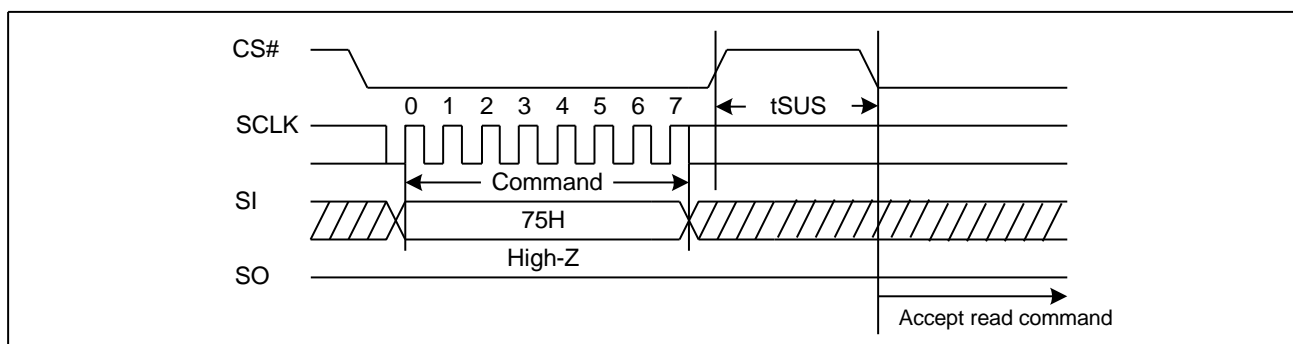 CS#
tSUS
0 1 2 3 4 5 6 7
SCLK
Command
SI
75H
High-Z
SO
Accept read command